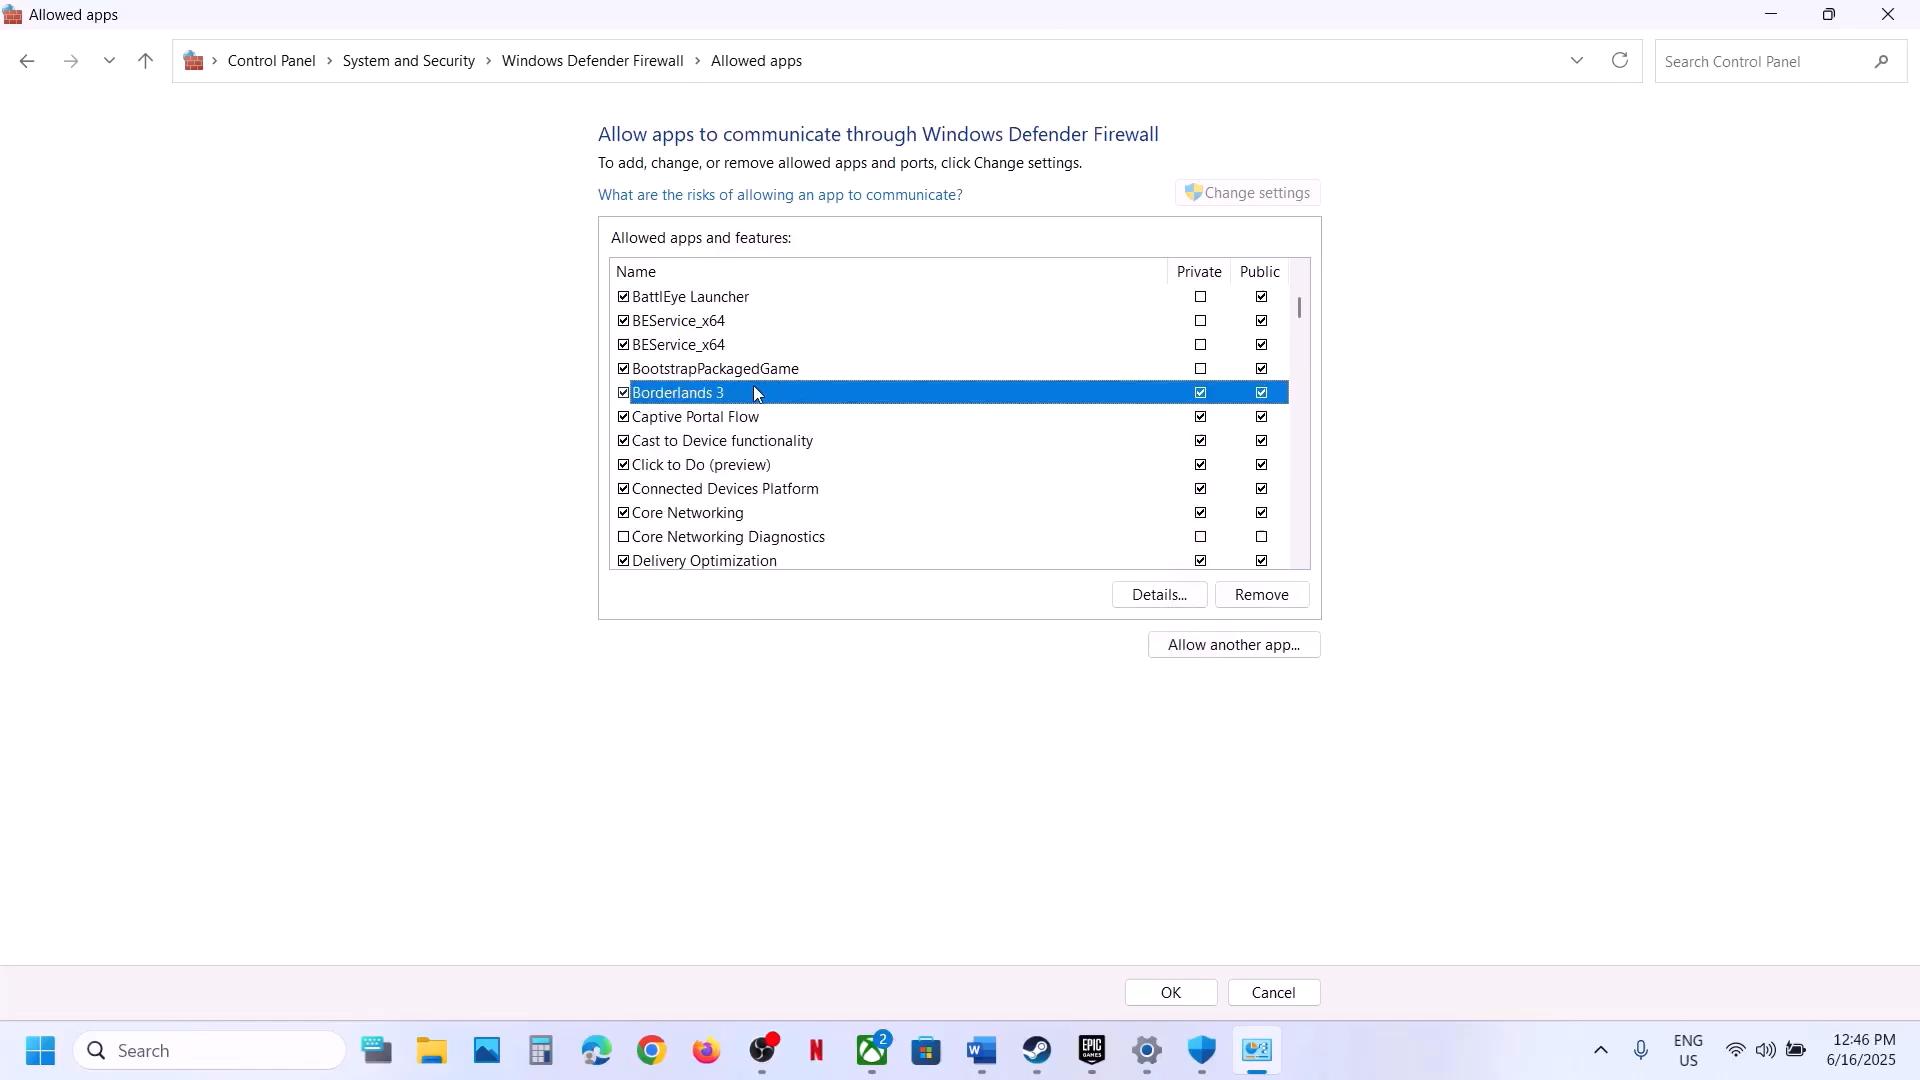 Allowed apps
Control Panel > System and Security > Windows Defender Firewall > Allowed apps
Search Control Panel
Allow apps to communicate through Windows Defender Firewall
To add, change, or remove allowed apps and ports, click Change settings.
What are the risks of allowing an app to communicate?
Change settings
Allowed apps and features:
Name Private Public
BattlEye Launcher
BEService_x64
BEService_x64
BootstrapPackagedGame
Borderlands 3
Captive Portal Flow
Cast to Device functionality
Click to Do (preview)
Connected Devices Platform
Core Networking
Core Networking Diagnostics
Delivery Optimization
Details... Remove
Allow another app...
OK Cancel
Search
N
2
W
EPIC
GAMES
ENG
US
12:46 PM
6/16/2025